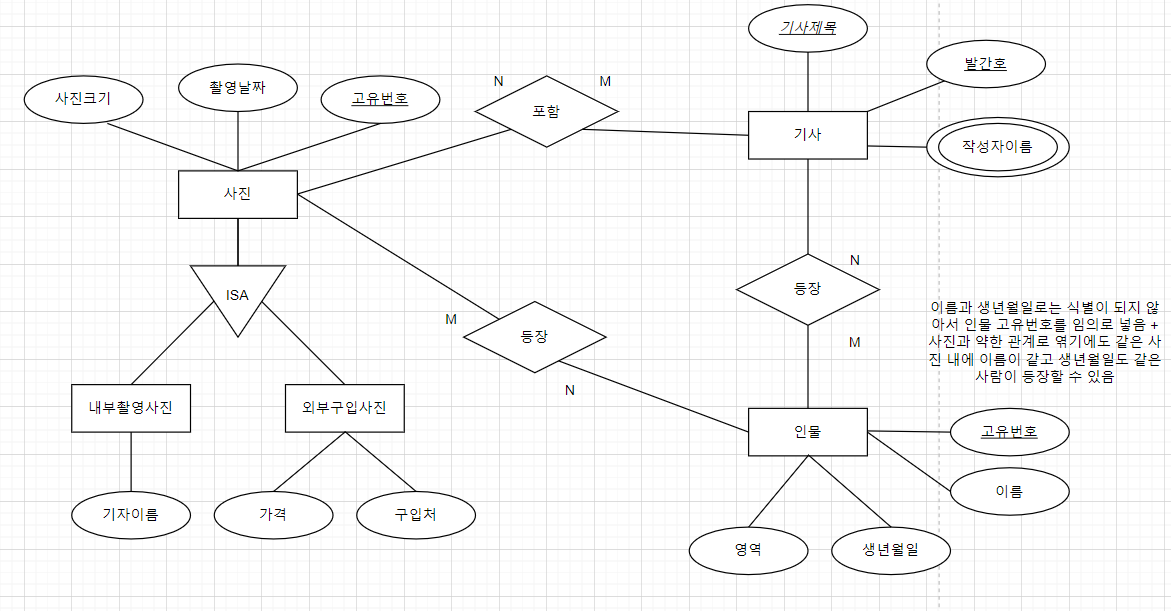 기사제목
발간호
작성자이름
기사
사진크기
촬영날짜
고유번호
N
M
포함
사진
ISA
N
등장
M
M
등장
N
이름과 생년월일로는 식별이 되지 않
아서 인물 고유번호를 임의로 넣음 +
사진과 약한 관계로 엮기에도 같은 사
진 내에 이름이 같고 생년월일도 같은
사람이 등장할 수 있음
내부촬영사진
외부구입사진
인물
고유번호
이름
기자이름
가격
구입처
영역
생년월일